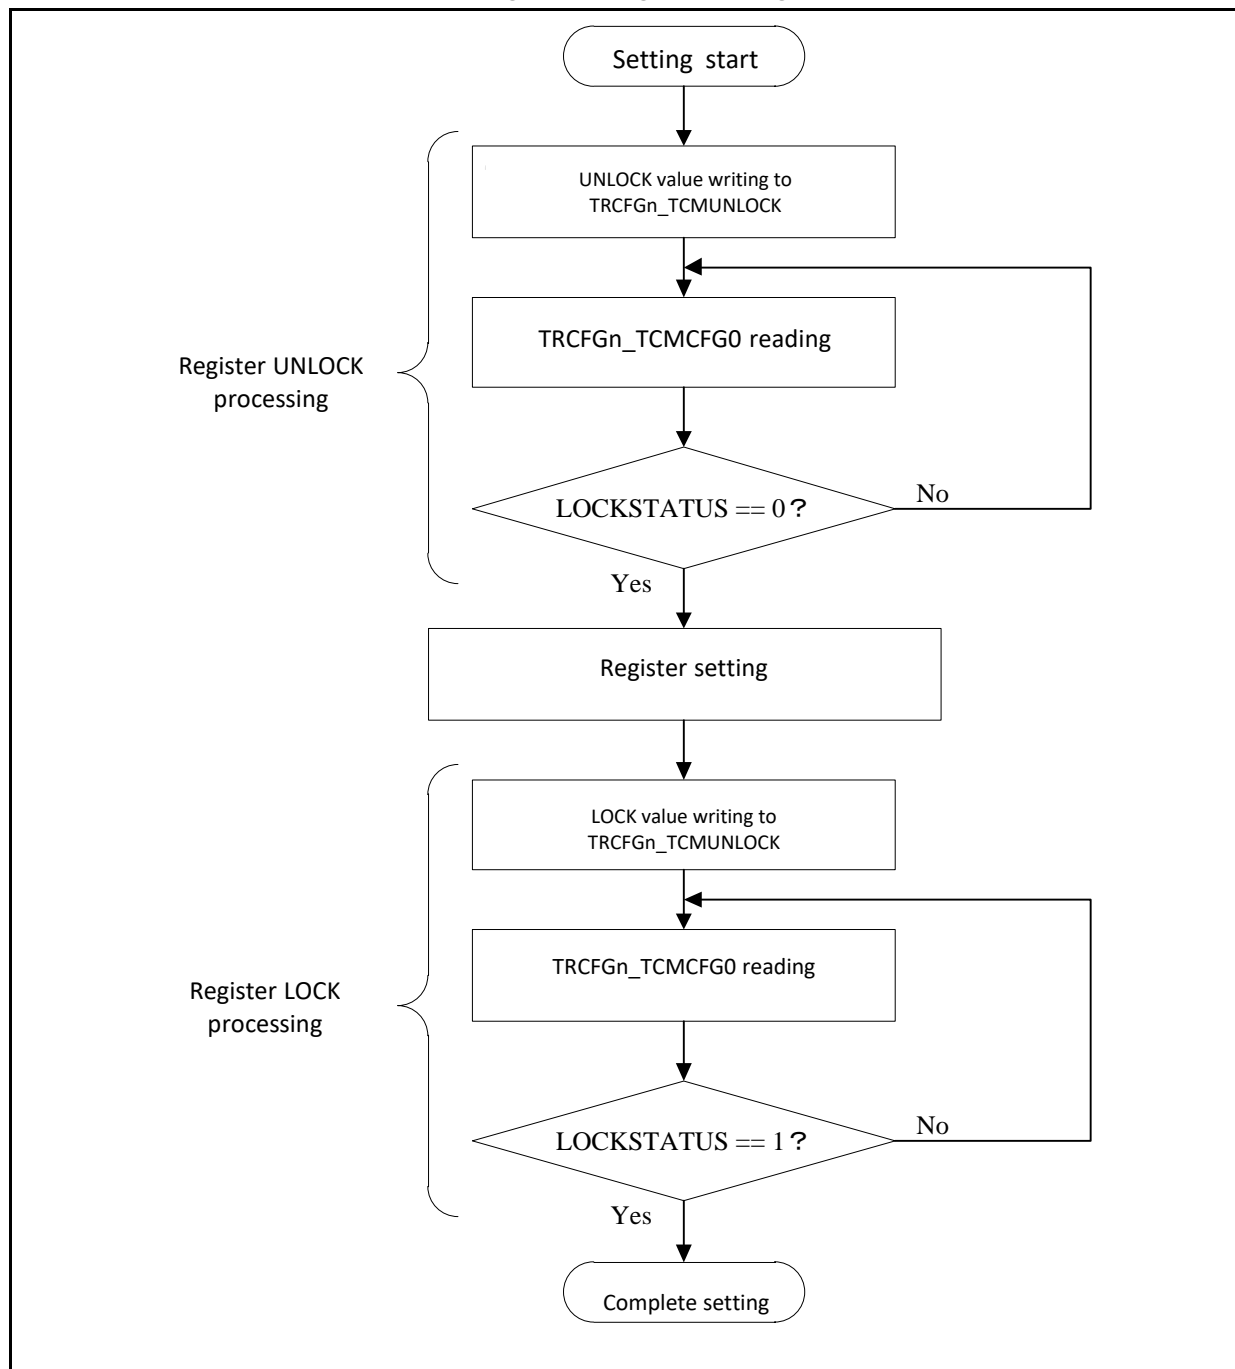 Setting start
UNLOCK value writing to
TRCFGn_TCMUNLOCK
TRCFGn_TCMCFG0 reading
Register UNLOCK
processing
LOCKSTATUS == 0？
No
Yes
Register setting
LOCK value writing to
TRCFGn_TCMUNLOCK
TRCFGn_TCMCFG0 reading
Register LOCK
processing
LOCKSTATUS == 1？
No
Yes
Complete setting